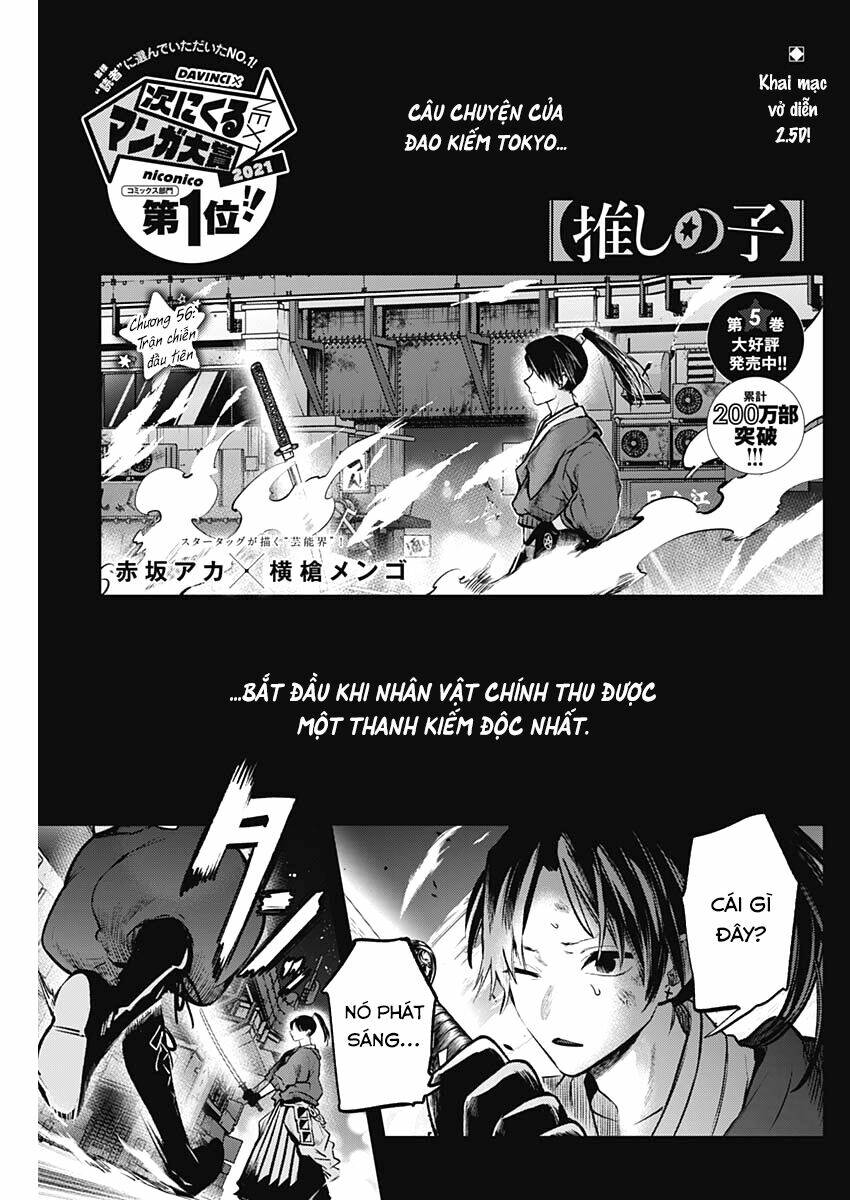 Khai mạc
vở diễn
2.5D!
CÂU CHUYỆN CỦA
ĐAO KIẾM TOKYO...
皆様
“読者”に選んでいただいたNO.1!
DAVINCI×
次にくる
マンガ大賞
NEXT
2021
niconico
コミックス部門
第1位!!
【推しの子】
Chương 56:
Trận chiến
đầu tiên
第5巻
大好評
発売中!!
累計
200万部
突破
!!!
スタータッグが描く“芸能界”!
赤坂アカ×横槍メンゴ
...BẮT ĐẦU KHI NHÂN VẬT CHÍNH THU ĐƯỢC
MỘT THANH KIẾM ĐỘC NHẤT.
CÁI GÌ
ĐÂY?
NÓ PHÁT
SÁNG...
タン